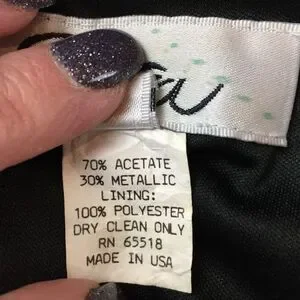 70% ACETATE
30% METALLIC
LINING:
100% POLYESTER
DRY CLEAN ONLY
RN 65518
MADE IN USA